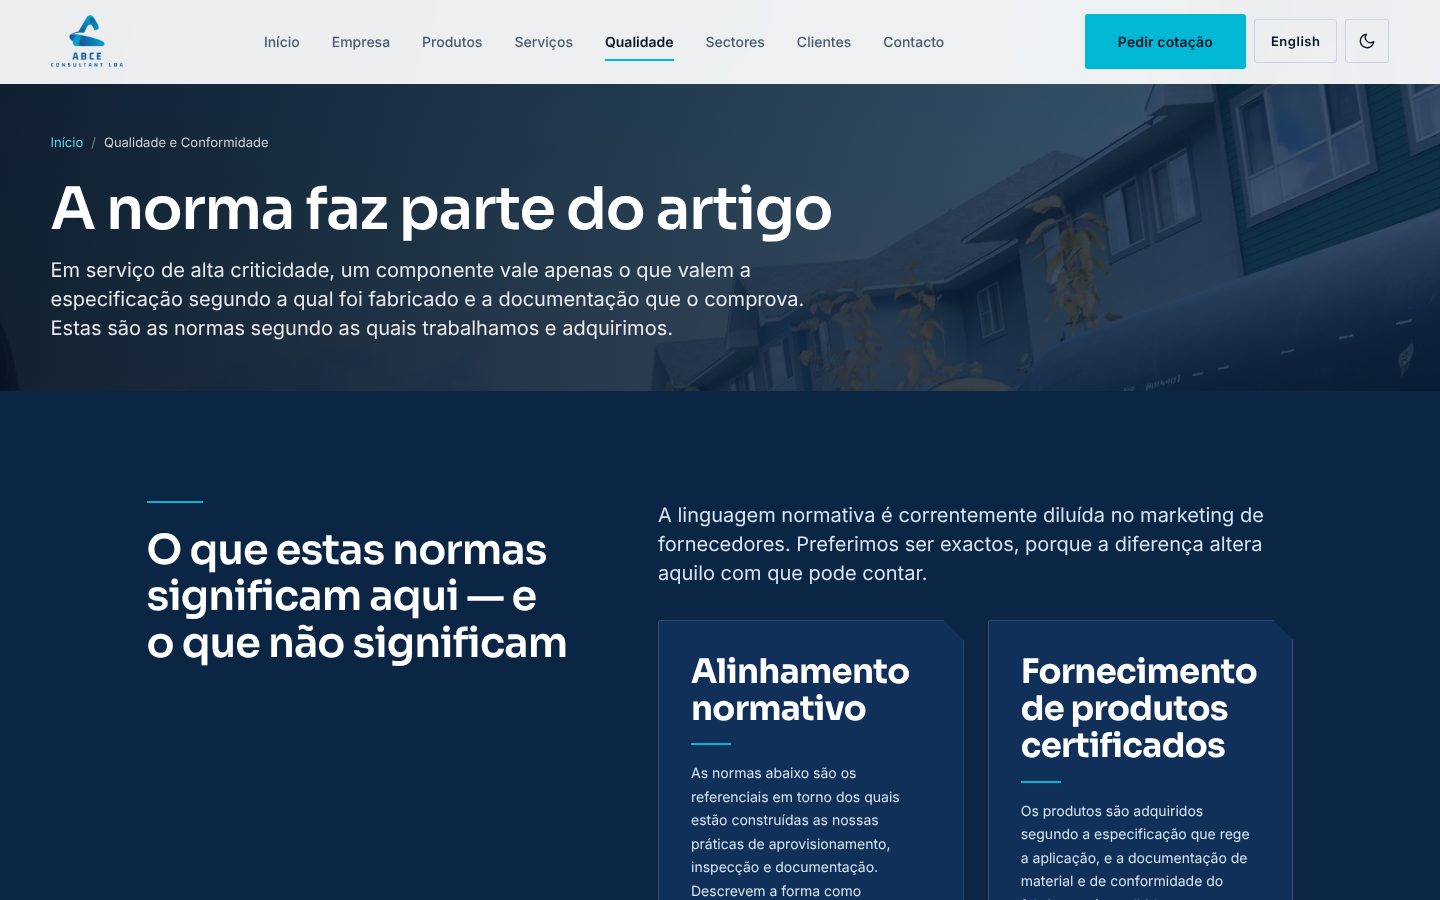 ABCE
CONSULTANT LDA
Início
Empresa
Produtos
Serviços
Qualidade
Sectores
Clientes
Contacto
Pedir cotação
English
Início / Qualidade e Conformidade
A norma faz parte do artigo
Em serviço de alta criticidade, um componente vale apenas o que valem a
especificação segundo a qual foi fabricado e a documentação que o comprova.
Estas são as normas segundo as quais trabalhamos e adquirimos.
O que estas normas
significam aqui — e
o que não significam
A linguagem normativa é correntemente diluída no marketing de
fornecedores. Preferimos ser exactos, porque a diferença altera
aquilo com que pode contar.
Alinhamento
normativo
As normas abaixo são os
referenciais em torno dos quais
estão construídas as nossas
práticas de aprovisionamento,
inspecção e documentação.
Descrevem a forma como
Fornecimento
de produtos
certificados
Os produtos são adquiridos
segundo a especificação que rege
a aplicação, e a documentação de
material e de conformidade do